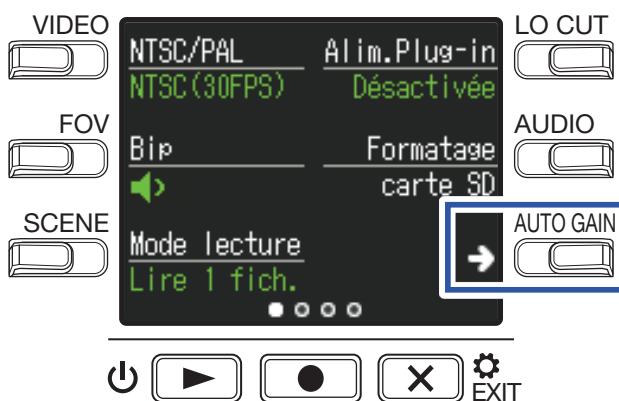 VIDEO
LO CUT
NTSC/PAL
Alim.Plug-in
NTSC(30FPS)
Désactivée
FOV
AUDIO
Bip
Formatage
carte SD
SCENE
AUTO GAIN
Mode lecture
Lire 1 fich.
EXIT